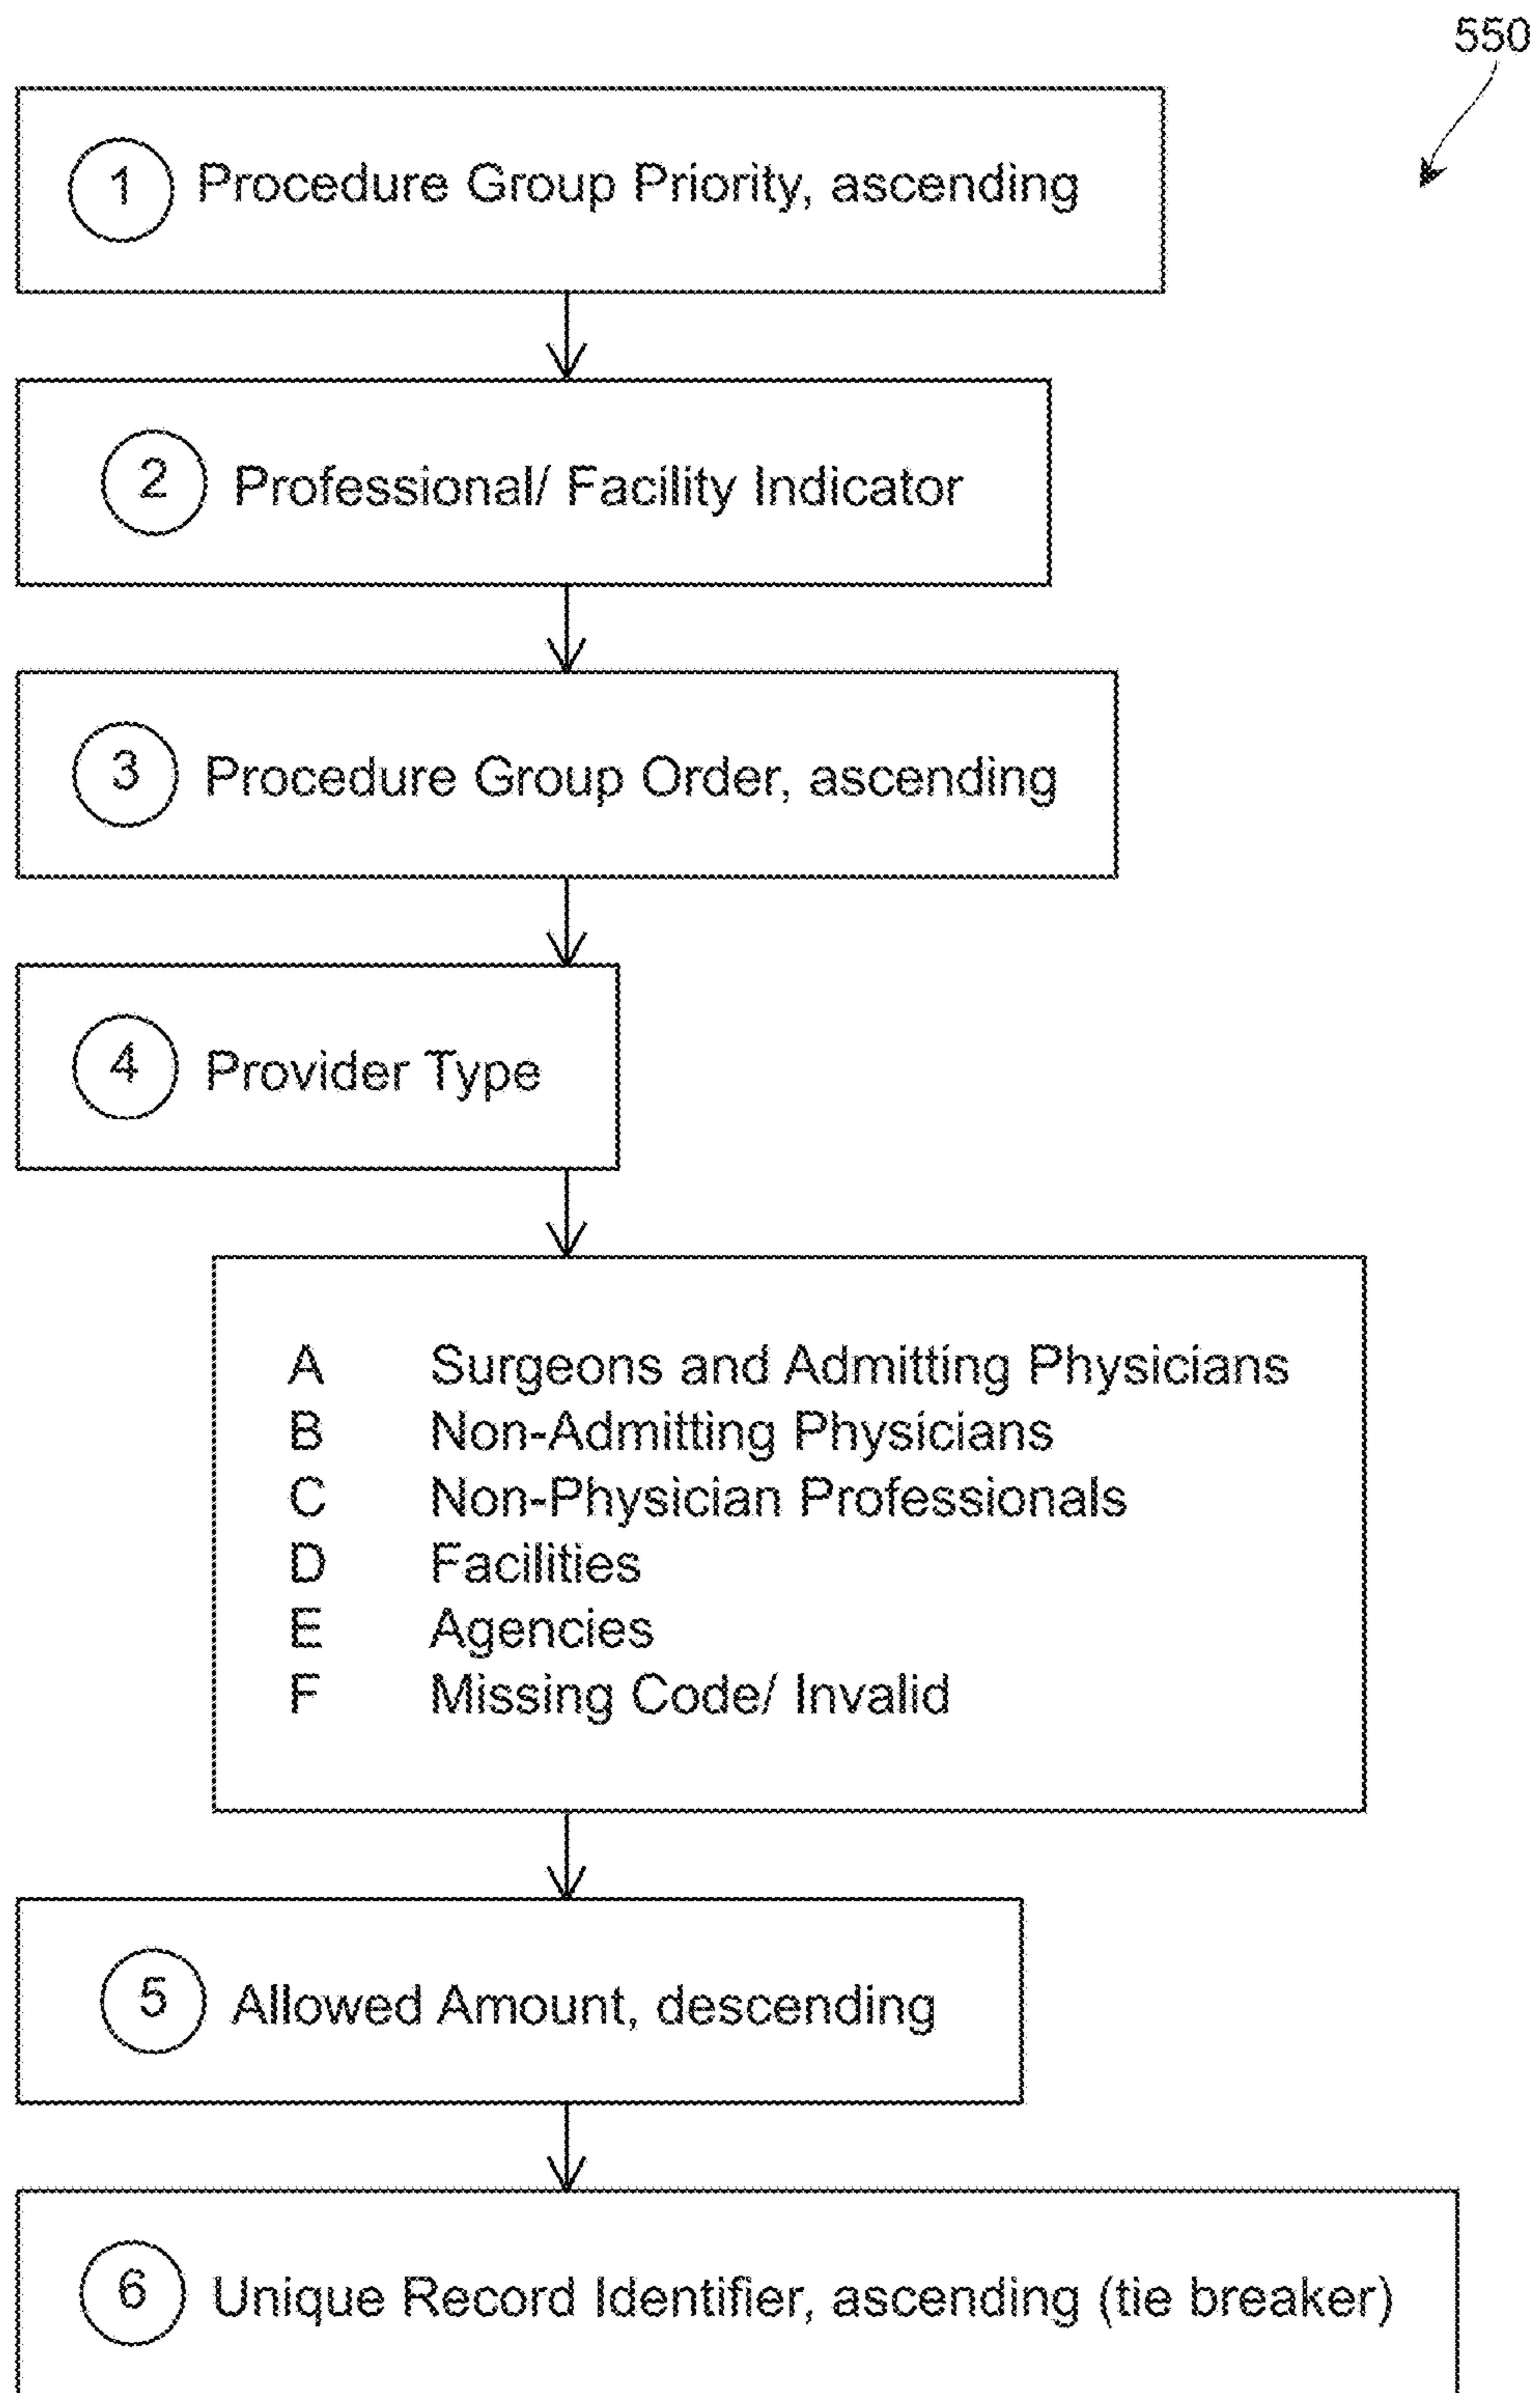 550
1 Procedure Group Priority, ascending
2 Professional/ Facility Indicator
3 Procedure Group Order, ascending
4 Provider Type
A Surgeons and Admitting Physicians
B Non-Admitting Physicians
C Non-Physician Professionals
D Facilities
E Agencies
F Missing Code/ Invalid
5 Allowed Amount, descending
6 Unique Record Identifier, ascending (tie breaker)